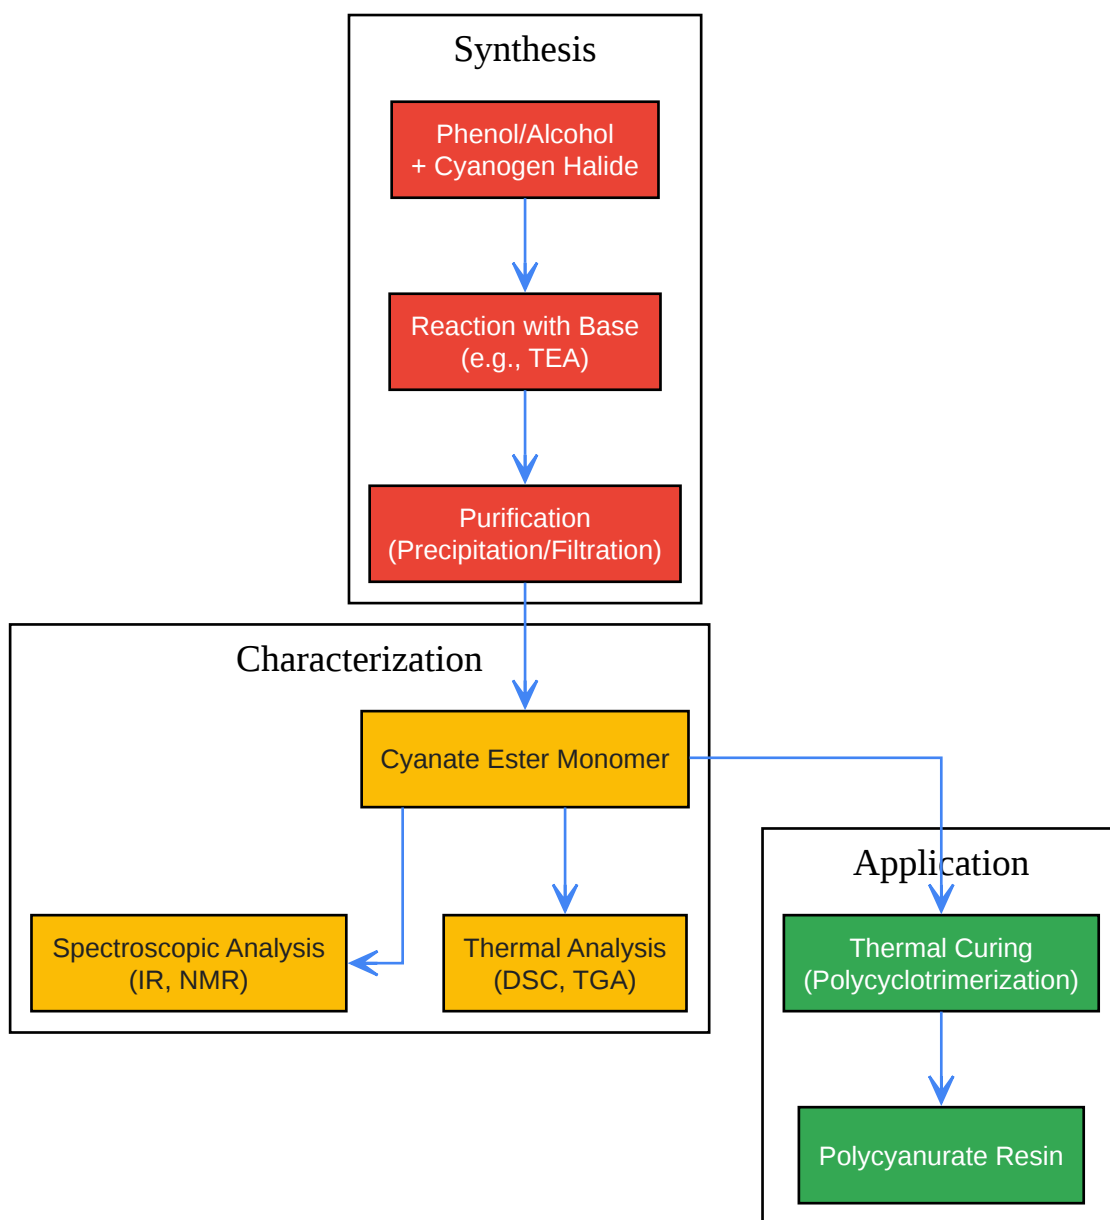 Synthesis
Phenol/Alcohol
+ Cyanogen Halide
Reaction with Base
(e.g., TEA)
Purification
(Precipitation/Filtration)
Characterization
Cyanate Ester Monomer
Spectroscopic Analysis
(IR, NMR)
Thermal Analysis
(DSC, TGA)
Application
Thermal Curing
(Polycyclotrimerization)
Polycyanurate Resin